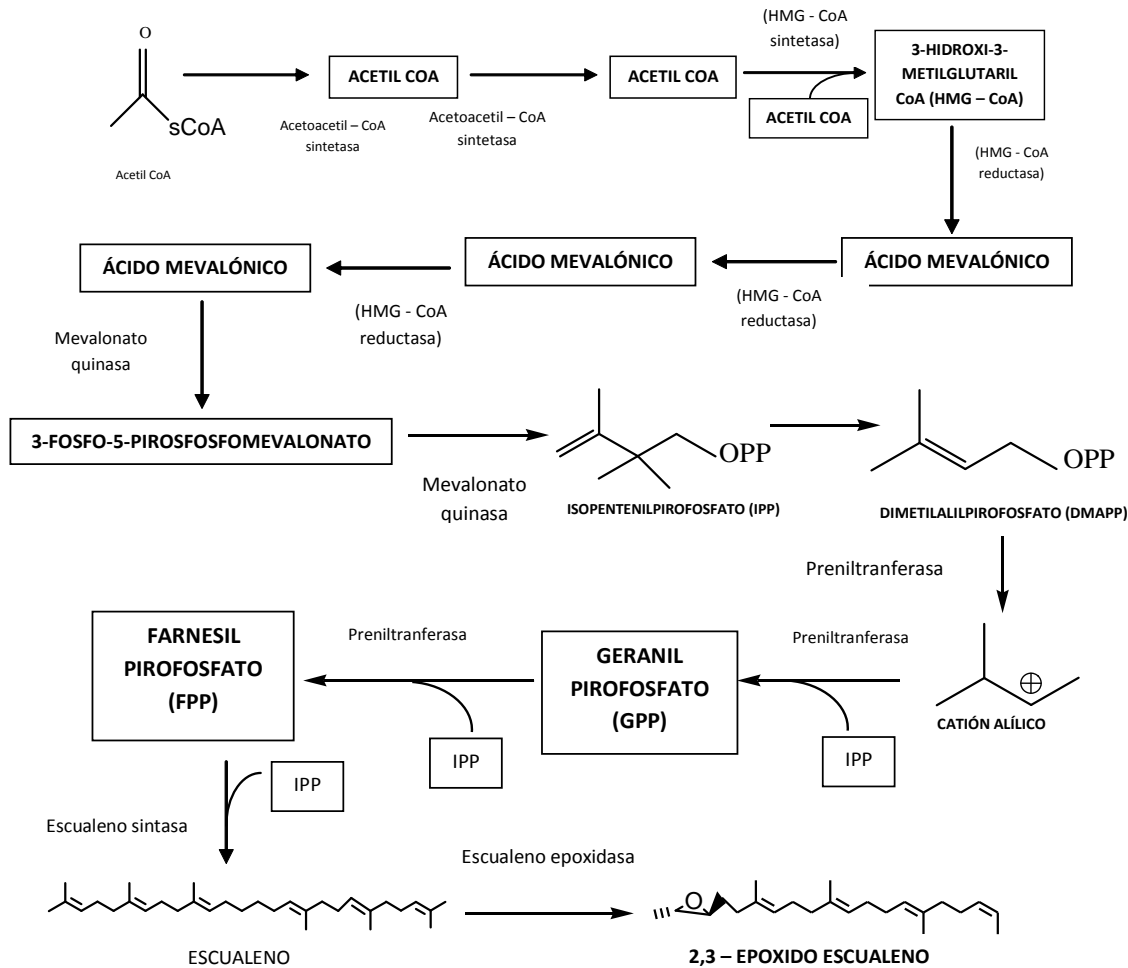 O
sCoA
Acetil CoA
ACETIL COA
Acetoacetil – CoA
sintetasa
Acetoacetil – CoA
sintetasa
ACETIL COA
(HMG - CoA
sintetasa)
ACETIL COA
3-HIDROXI-3-
METILGLUTARIL
CoA (HMG – CoA)
(HMG - CoA
reductasa)
ÁCIDO MEVALÓNICO
(HMG - CoA
reductasa)
ÁCIDO MEVALÓNICO
(HMG - CoA
reductasa)
ÁCIDO MEVALÓNICO
Mevalonato
quinasa
3-FOSFO-5-PIROSFOSFOMEVALONATO
Mevalonato
quinasa
OPP
ISOPENTENILPIROFOSFATO (IPP)
OPP
DIMETILALILPIROFOSFATO (DMAPP)
Preniltranferasa
CATIÓN ALÍLICO
Preniltranferasa
IPP
GERANIL
PIROFOSFATO
(GPP)
Preniltranferasa
IPP
FARNESIL
PIROFOSFATO
(FPP)
IPP
Escualeno sintasa
ESCUALENO
Escualeno epoxidasa
O
2,3 – EPOXIDO ESCUALENO